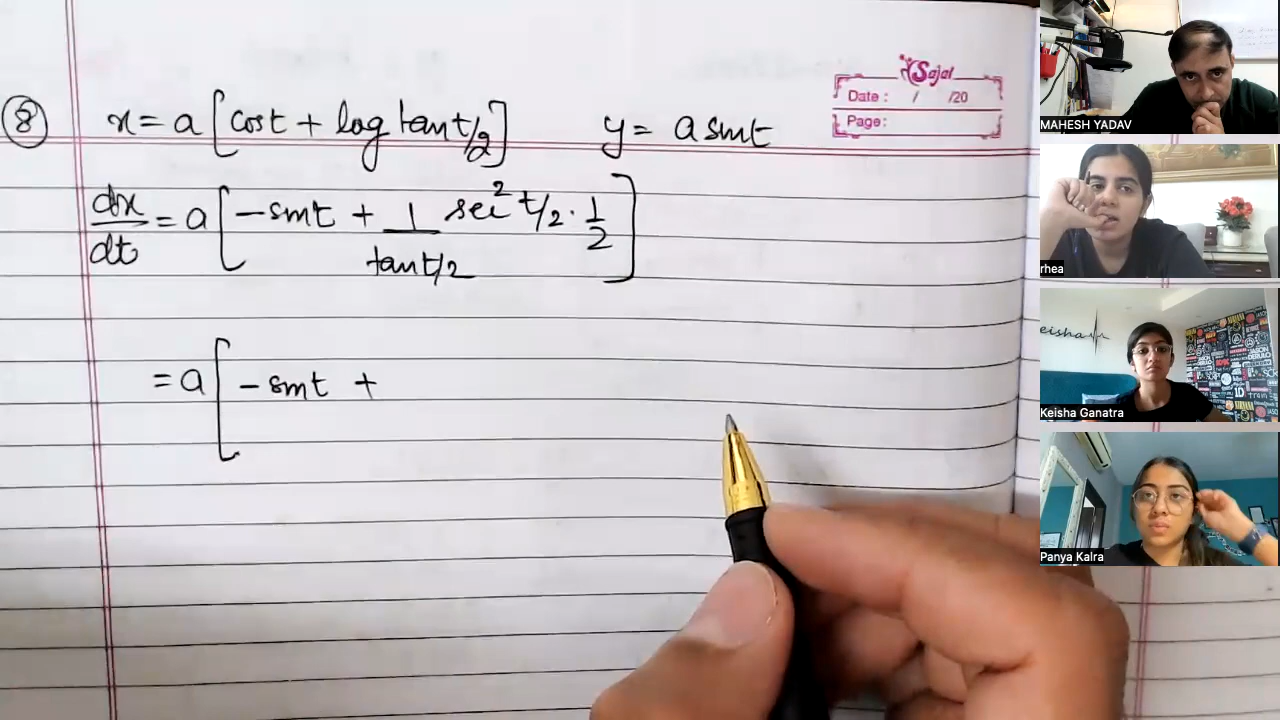 Sajal
Date : / /20
Page:
⑧ x = a [cost + log tan t/2] y = a sint
dx/dt = a [-sint + 1/tan t/2 sec² t/2 · 1/2]
= a [-sint +
MAHESH YADAV
rhea
eisha
Keisha Ganatra
Panya Kalra